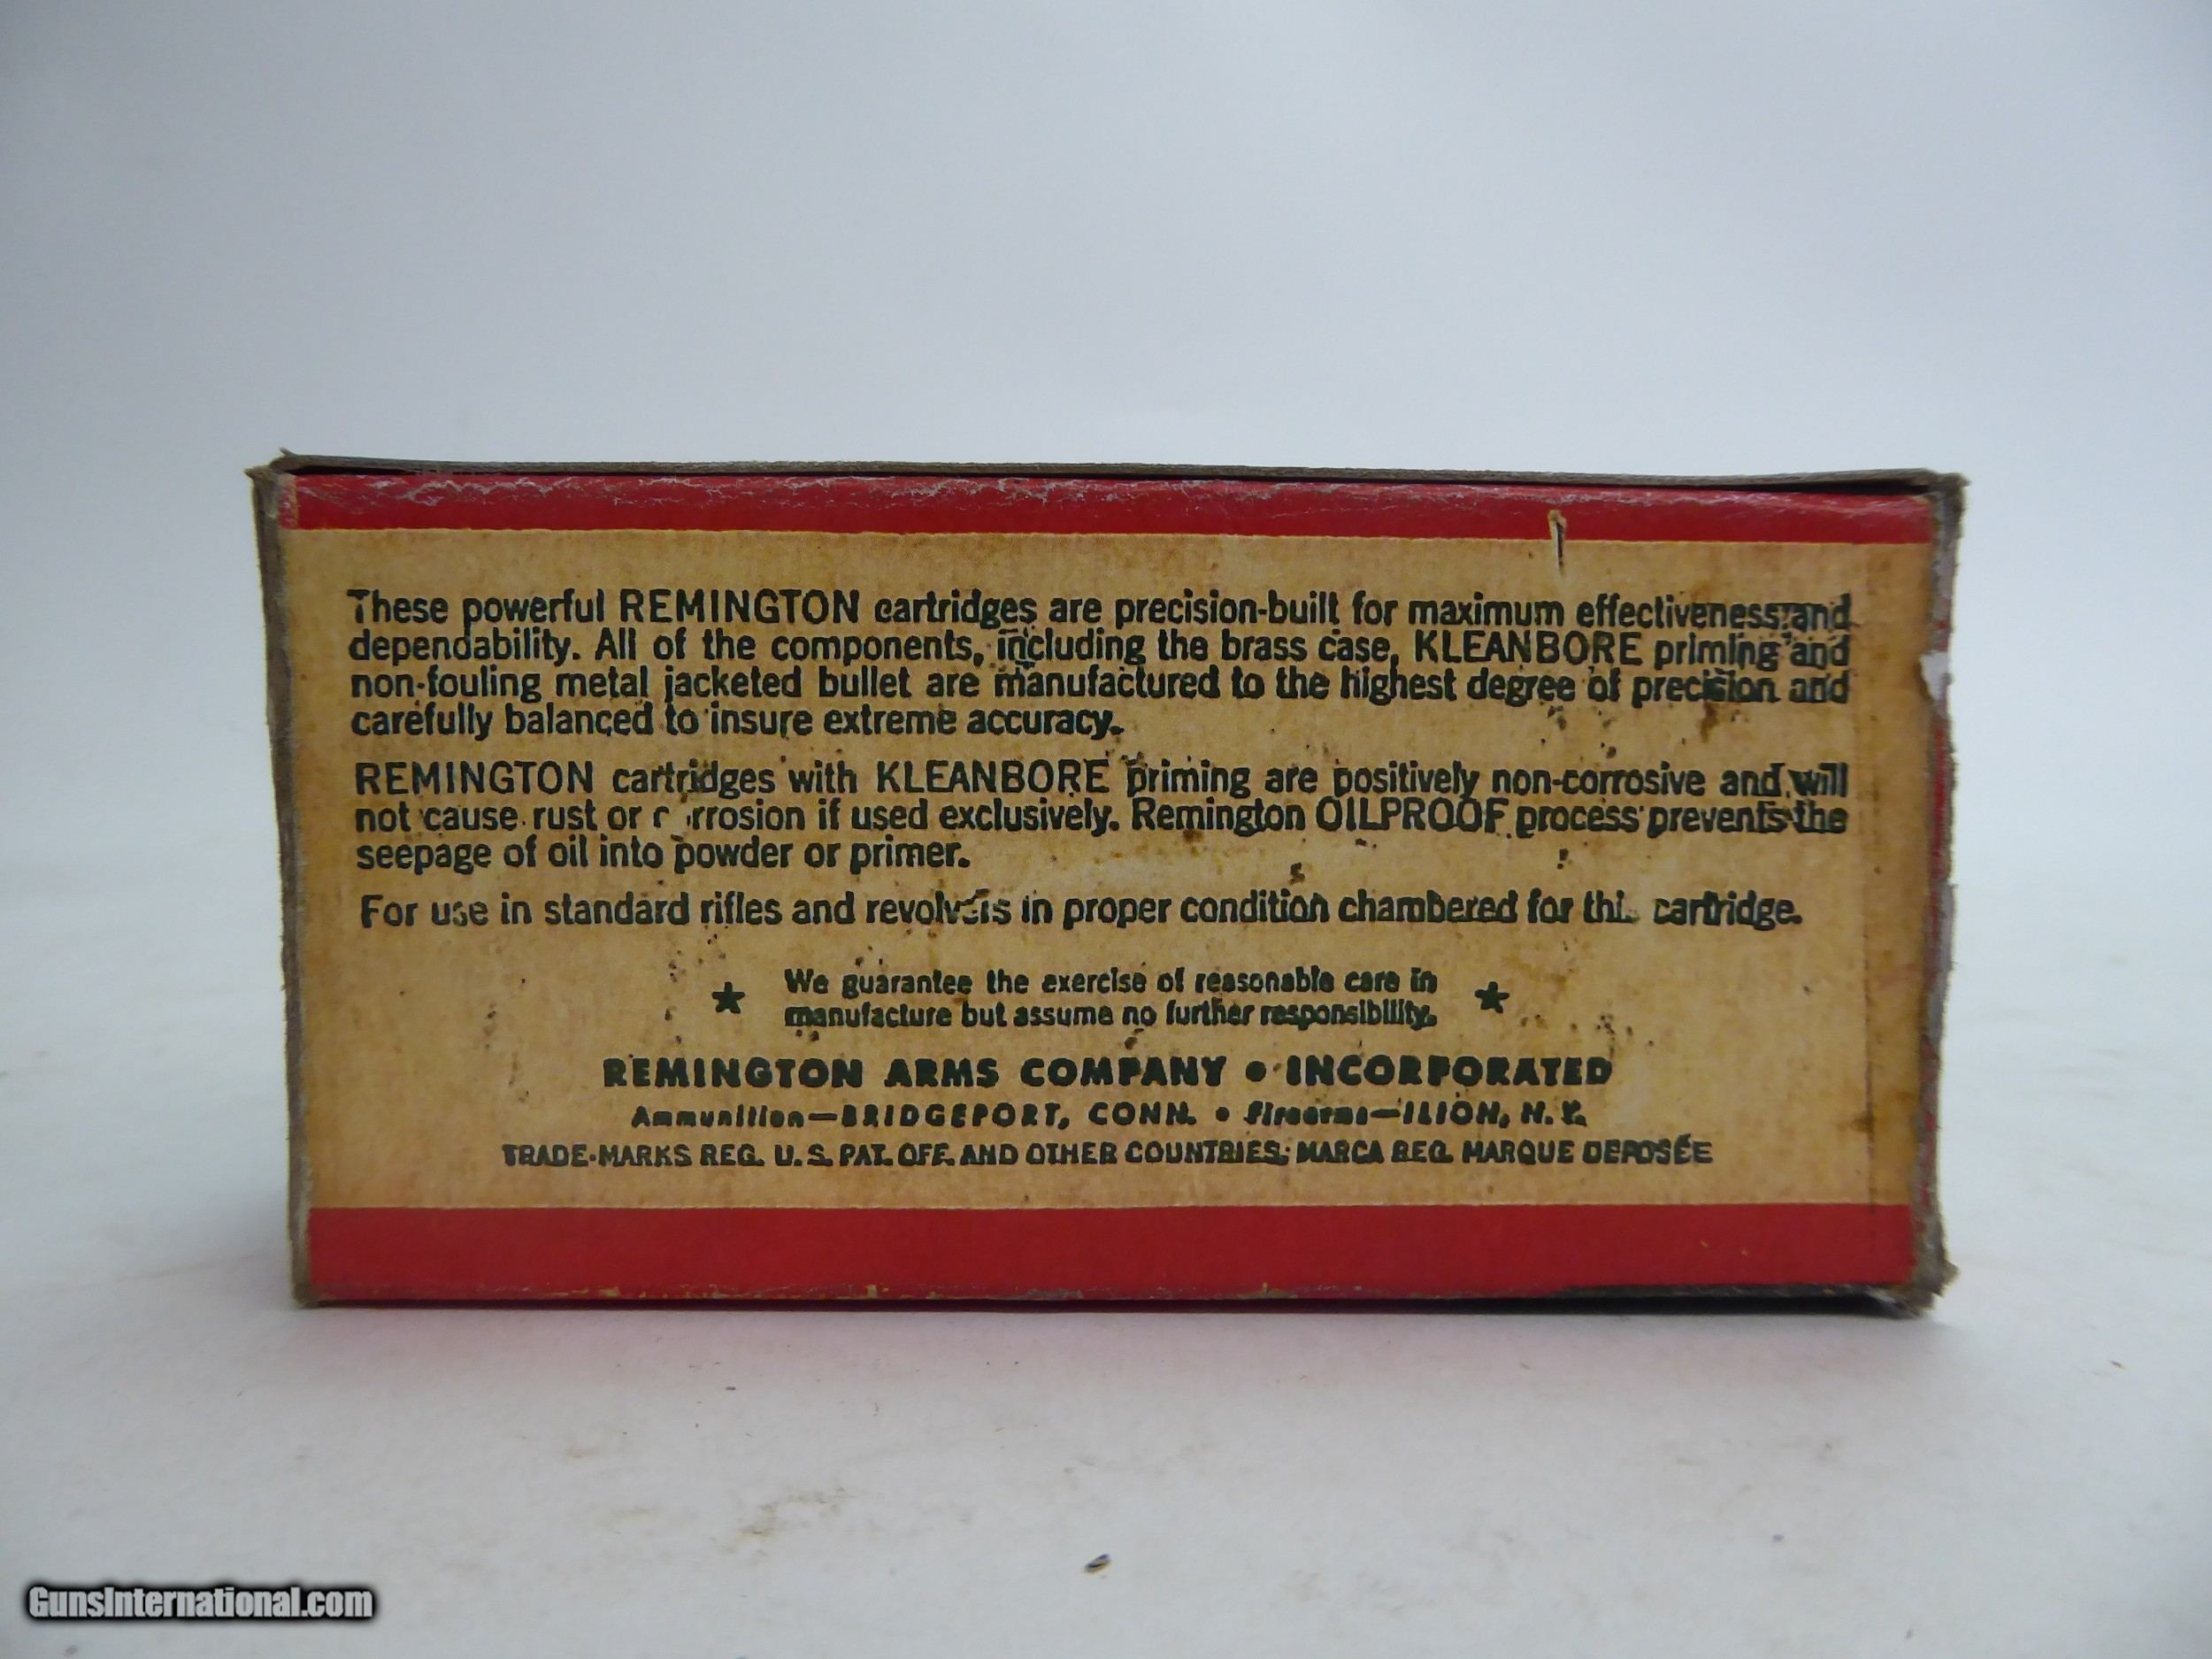 These powerful REMINGTON cartridges are precision-built for maximum effectiveness and
dependability. All of the components, including the brass case, KLEANBORE priming and
non-fouling metal jacketed bullet are manufactured to the highest degree of precision and
carefully balanced to insure extreme accuracy.
REMINGTON cartridges with KLEANBORE priming are positively non-corrosive and will
not cause rust or corrosion if used exclusively. Remington OILPROOF process prevents the
seepage of oil into powder or primer.
For use in standard rifles and revolvers in proper condition chambered for this cartridge.
★ We guarantee the exercise of reasonable care in ★
manufacture but assume no further responsibility.
REMINGTON ARMS COMPANY • INCORPORATED
Ammunition—BRIDGEPORT, CONN. • Firearms—ILION, N. Y.
TRADE-MARKS REG. U. S. PAT. OFF. AND OTHER COUNTRIES; MARCA REG. MARQUE DEPOSÉE
GunsInternational.com